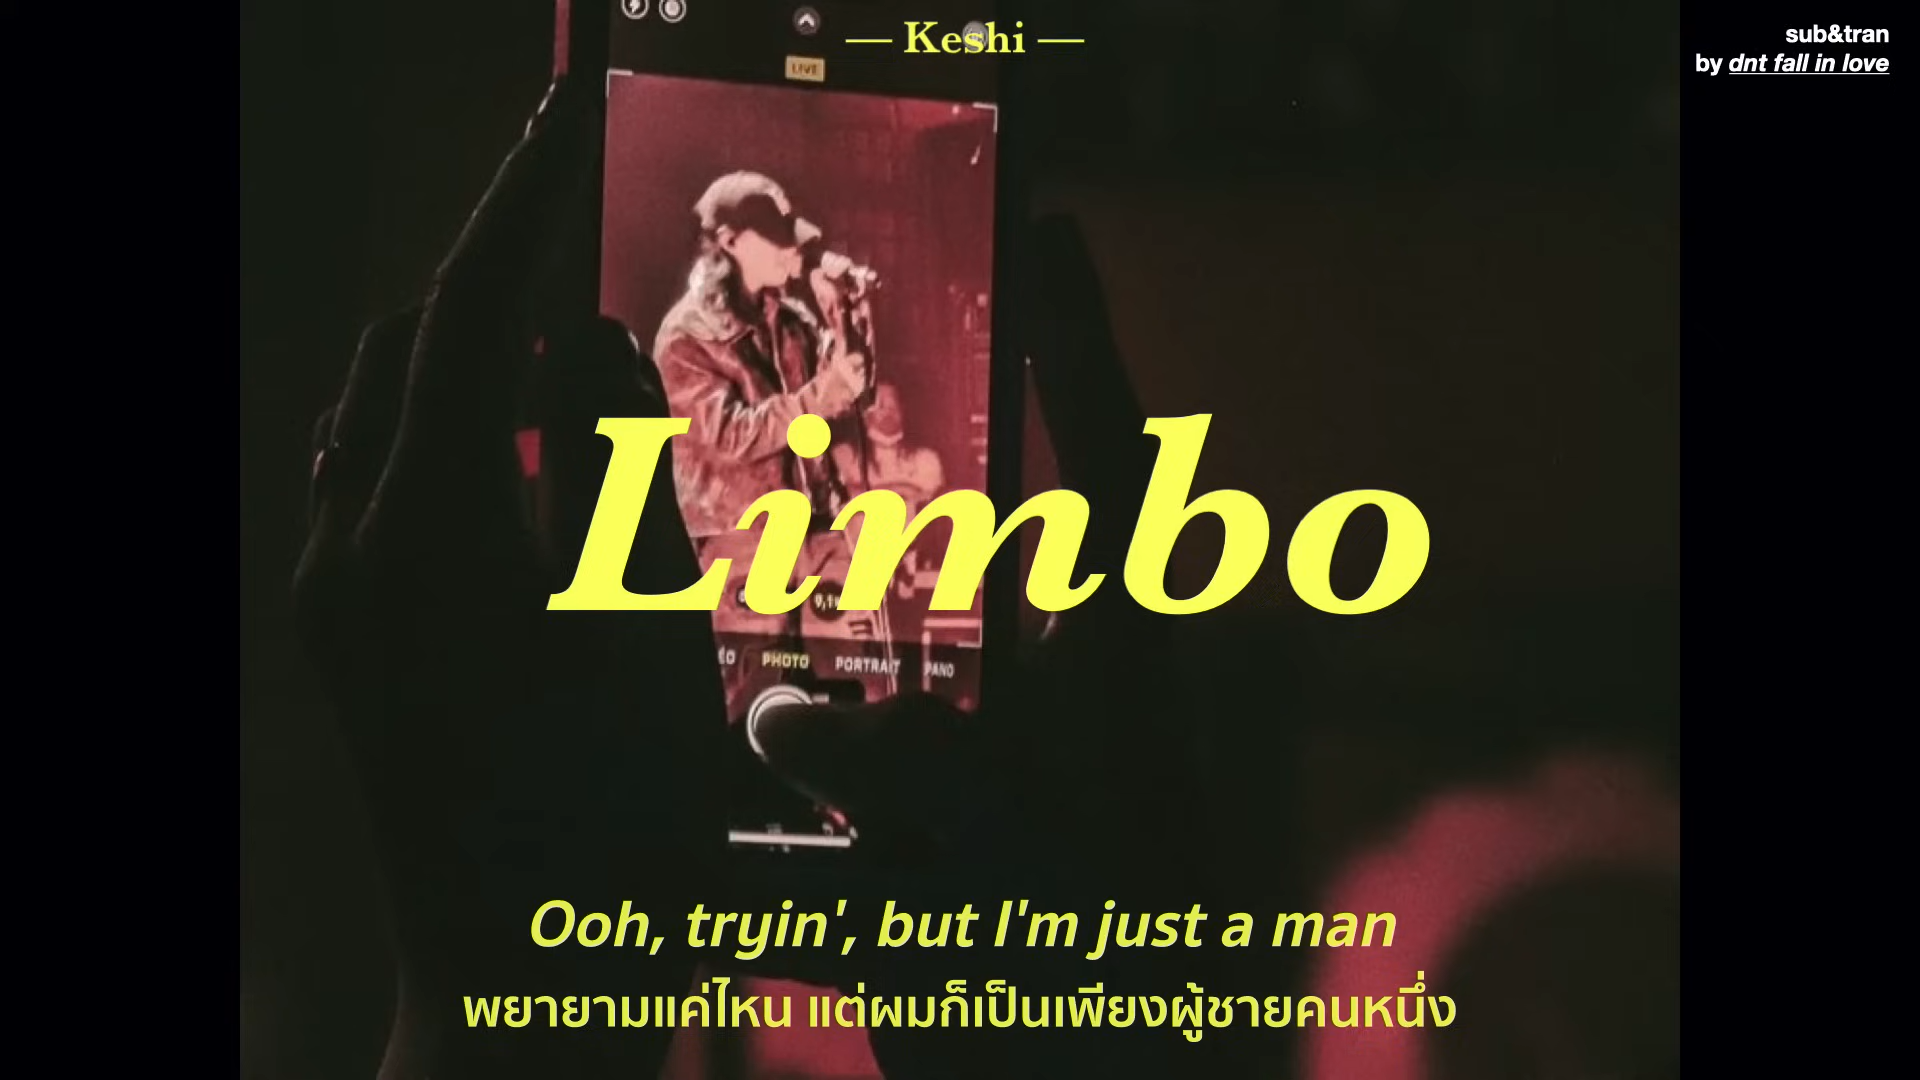 — Keshi —
sub&tran
by dnt fall in love
LIVE
Limbo
PHOTO PORTRAIT PANO
Ooh, tryin', but I'm just a man
พยายามแค่ไหน แต่ผมก็เป็นเพียงผู้ชายคนหนึ่ง